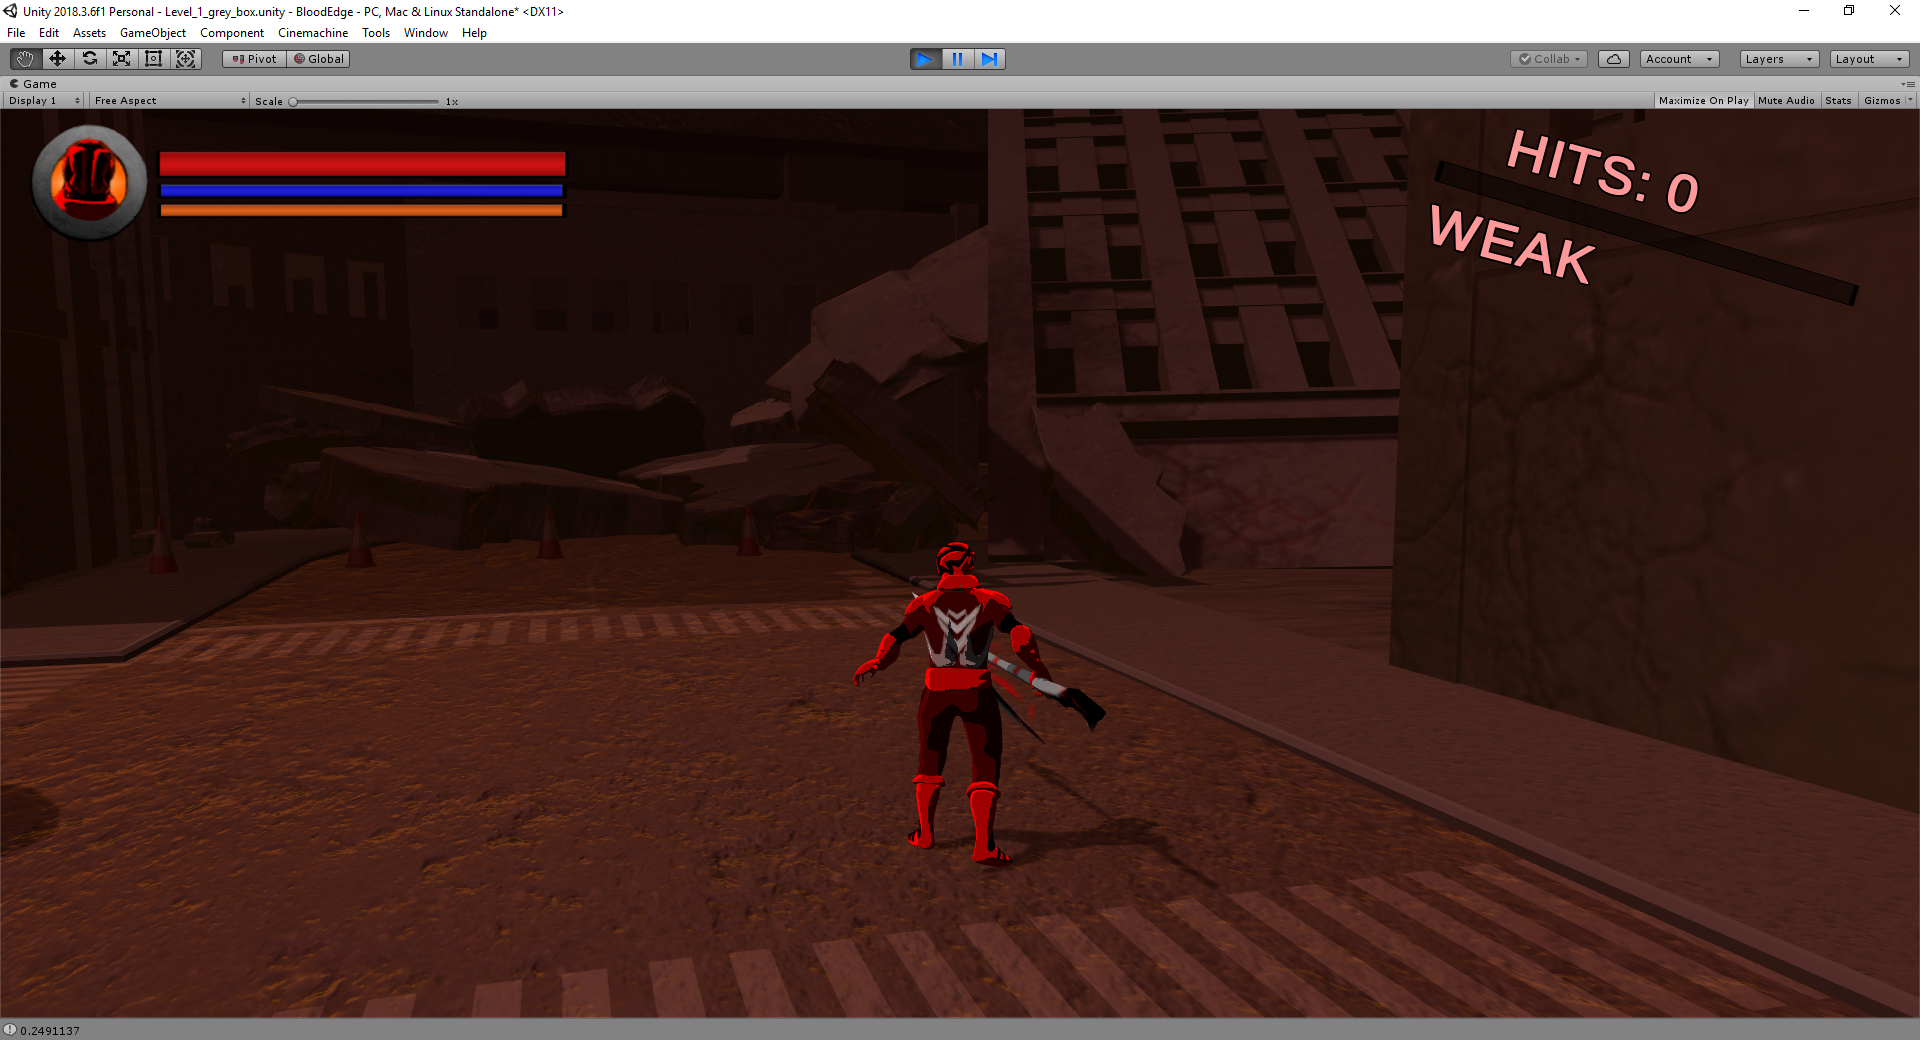 Unity 2018.3.6f1 Personal - Level_1_grey_box.unity - BloodEdge - PC, Mac & Linux Standalone* <DX11>
File Edit Assets GameObject Component Cinemachine Tools Window Help
Pivot Global Collab Account Layers Layout
Game
Display 1 Free Aspect Scale 1x Maximize On Play Mute Audio Stats Gizmos
HITS: 0
WEAK
0.2491137